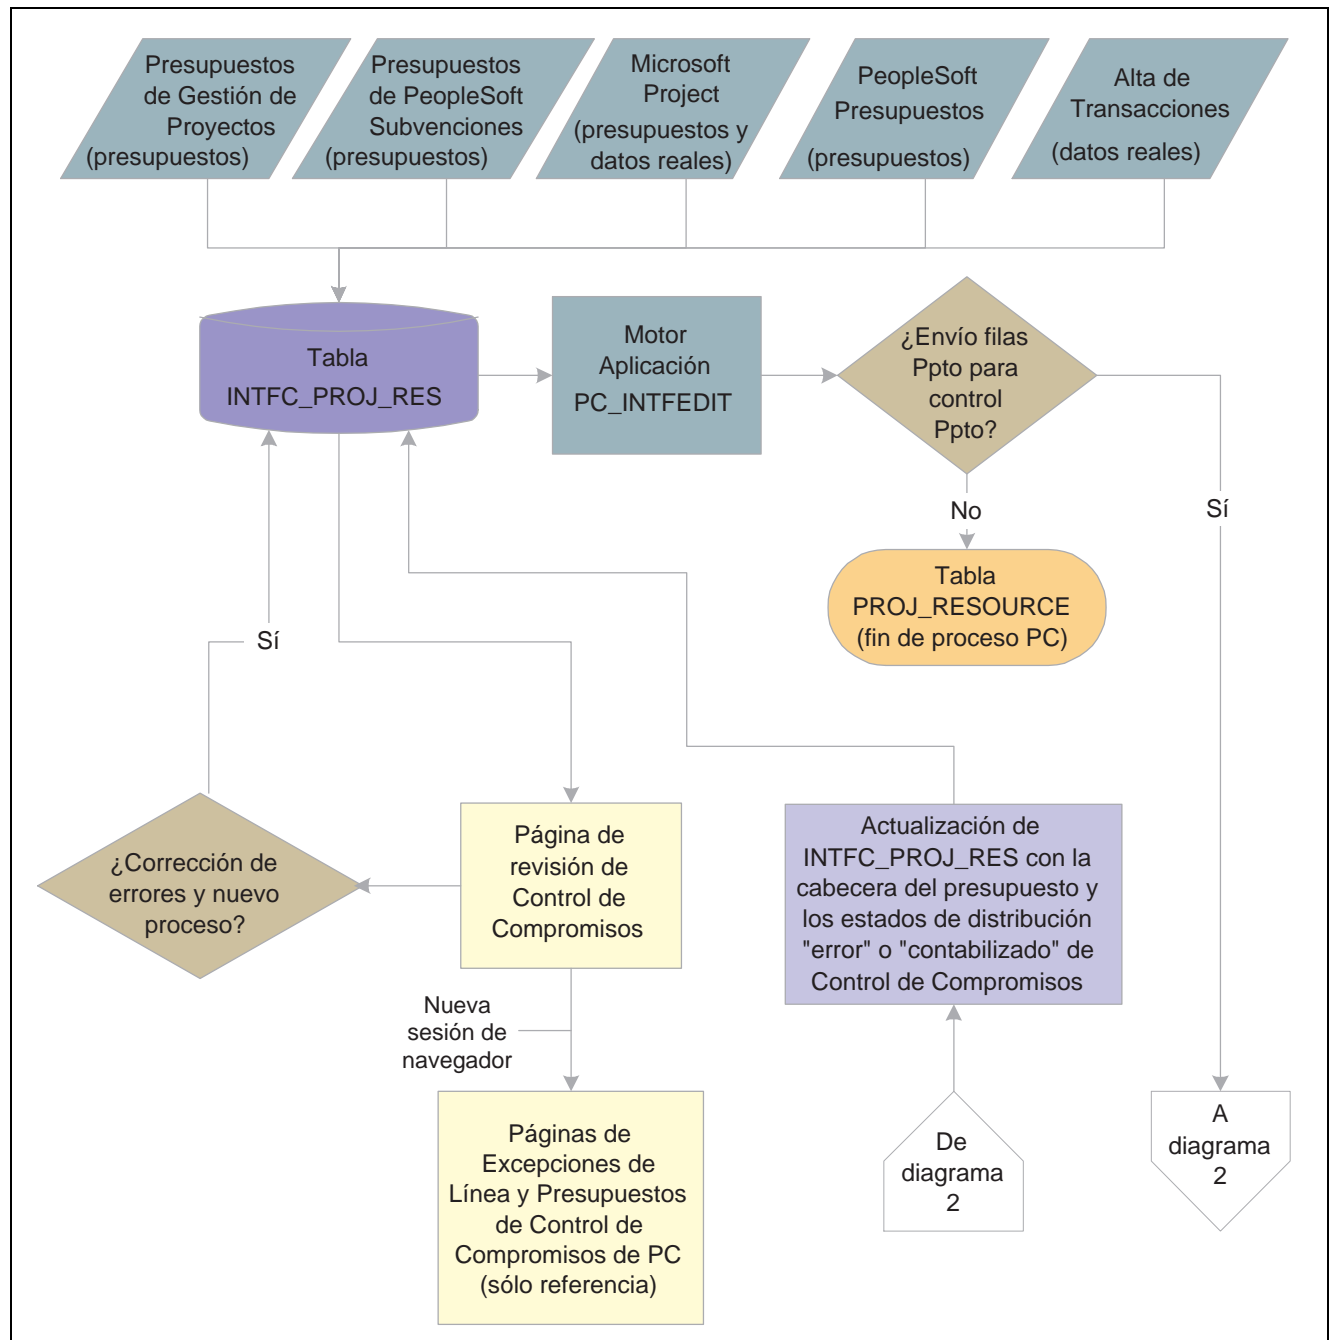 Presupuestos
de Gestión de
Proyectos
(presupuestos)
Presupuestos
de PeopleSoft
Subvenciones
(presupuestos)
Microsoft
Project
(presupuestos y
datos reales)
PeopleSoft
Presupuestos
(presupuestos)
Alta de
Transacciones
(datos reales)
Tabla
INTFC_PROJ_RES
Motor
Aplicación
PC_INTFEDIT
¿Envío filas
Ppto para
control
Ppto?
No
Sí
Tabla
PROJ_RESOURCE
(fin de proceso PC)
Sí
¿Corrección de
errores y nuevo
proceso?
Página de
revisión de
Control de
Compromisos
Actualización de
INTFC_PROJ_RES con la
cabecera del presupuesto y
los estados de distribución
"error" o "contabilizado" de
Control de Compromisos
Nueva
sesión de
navegador
Páginas de
Excepciones de
Línea y Presupuestos
de Control de
Compromisos de PC
(sólo referencia)
De
diagrama
2
A
diagrama
2